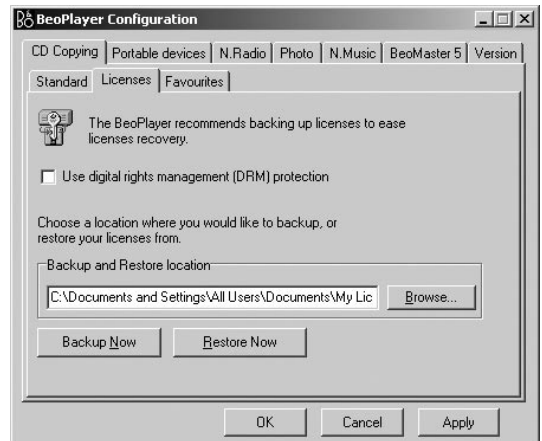 BeoPlayer Configuration
CD Copying Portable devices N.Radio Photo N.Music BeoMaster 5 Version
Standard Licenses Favourites
The BeoPlayer recommends backing up licenses to ease
licenses recovery.
Use digital rights management (DRM) protection
Choose a location where you would like to backup, or
restore your licenses from.
Backup and Restore location
C:\Documents and Settings\All Users\Documents\My Lic Browse...
Backup Now Restore Now
OK Cancel Apply